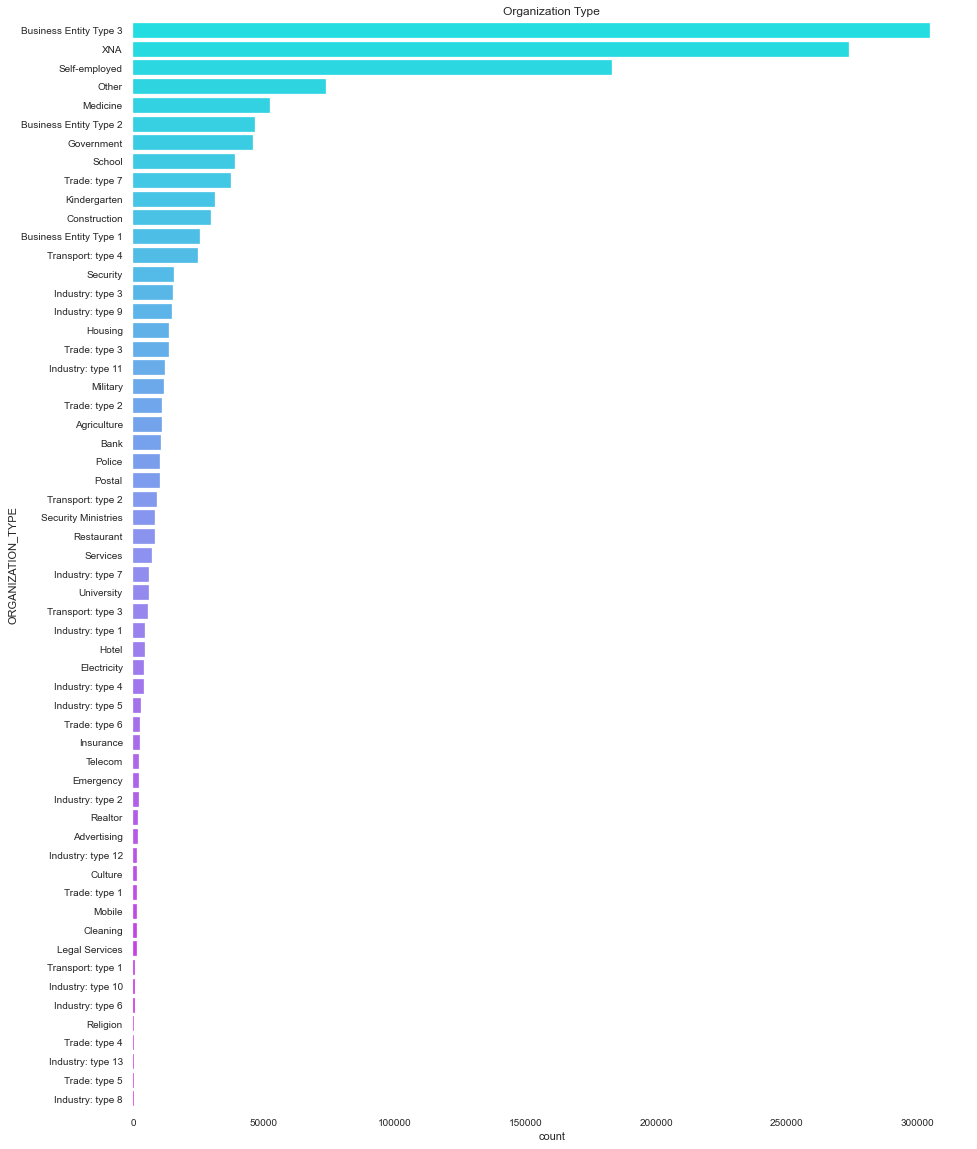 Organization Type
Business Entity Type 3
XNA
Self-employed
Other
Medicine
Business Entity Type 2
Government
School
Trade: type 7
Kindergarten
Construction
Business Entity Type 1
Transport: type 4
Security
Industry: type 3
Industry: type 9
Housing
Trade: type 3
Industry: type 11
Military
Trade: type 2
Agriculture
Bank
Police
Postal
Transport: type 2
Security Ministries
Restaurant
Services
Industry: type 7
University
Transport: type 3
Industry: type 1
Hotel
Electricity
Industry: type 4
Industry: type 5
Trade: type 6
Insurance
Telecom
Emergency
Industry: type 2
Realtor
Advertising
Industry: type 12
Culture
Trade: type 1
Mobile
Cleaning
Legal Services
Transport: type 1
Industry: type 10
Industry: type 6
Religion
Trade: type 4
Industry: type 13
Trade: type 5
Industry: type 8
ORGANIZATION_TYPE
0 50000 100000 150000 200000 250000 300000
count